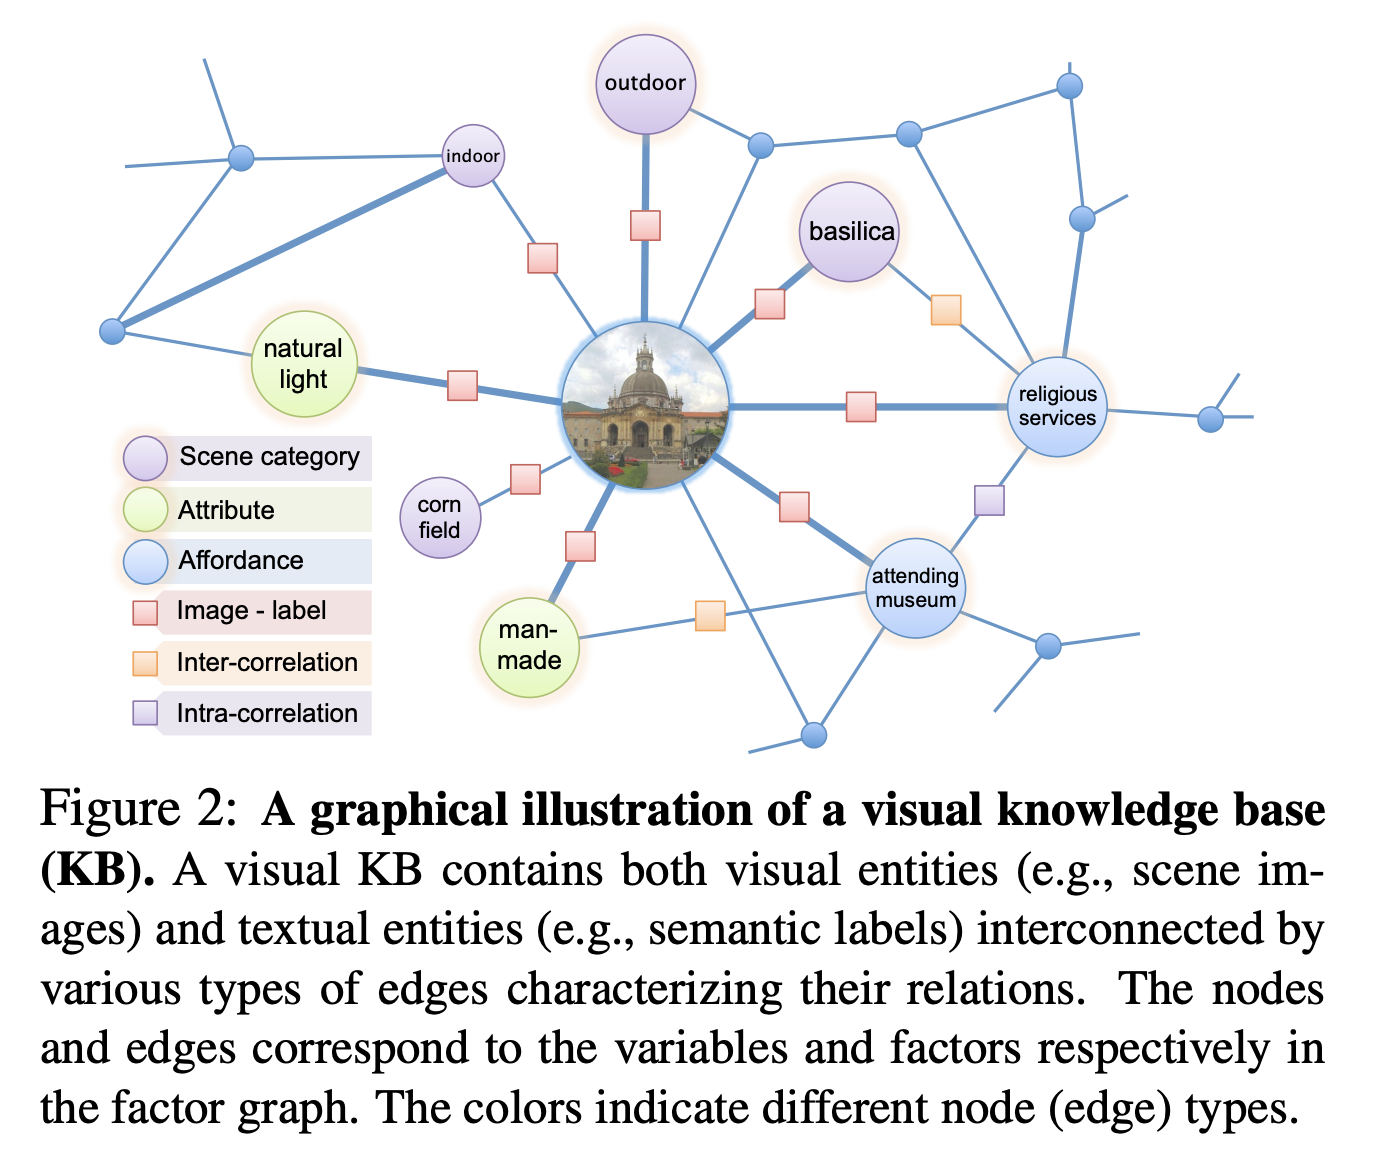 outdoor
indoor
basilica
natural
light
religious
services
corn
field
attending
museum
man-
made
Scene category
Attribute
Affordance
Image - label
Inter-correlation
Intra-correlation
Figure 2: A graphical illustration of a visual knowledge base
(KB). A visual KB contains both visual entities (e.g., scene im-
ages) and textual entities (e.g., semantic labels) interconnected by
various types of edges characterizing their relations. The nodes
and edges correspond to the variables and factors respectively in
the factor graph. The colors indicate different node (edge) types.